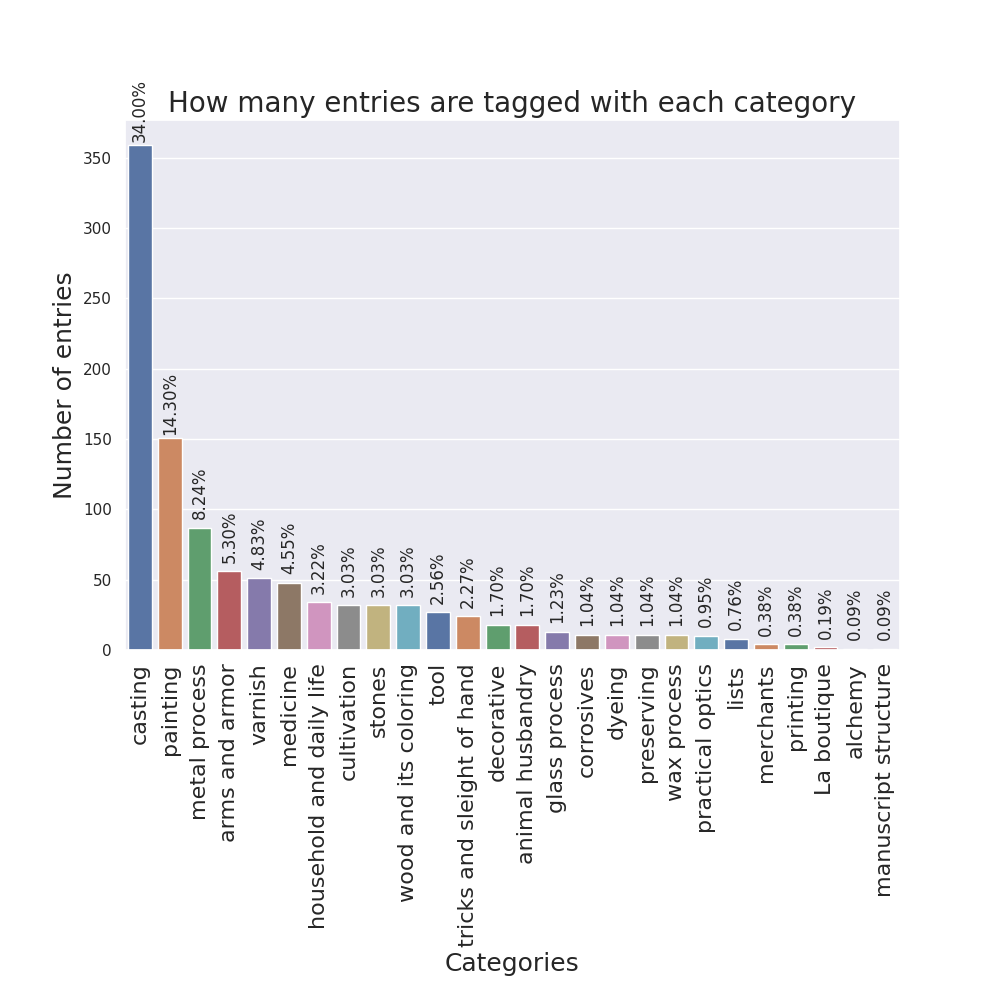 How many entries are tagged with each category
Number of entries
350
300
250
200
150
100
50
0
34.00%
14.30%
8.24%
5.30%
4.83%
4.55%
3.22%
3.03%
3.03%
3.03%
2.56%
2.27%
1.70%
1.70%
1.23%
1.04%
1.04%
1.04%
1.04%
0.95%
0.76%
0.38%
0.38%
0.19%
0.09%
0.09%
casting
painting
metal process
arms and armor
varnish
medicine
household and daily life
cultivation
stones
wood and its coloring
tool
tricks and sleight of hand
decorative
animal husbandry
glass process
corrosives
dyeing
preserving
wax process
practical optics
lists
merchants
printing
La boutique
alchemy
manuscript structure
Categories